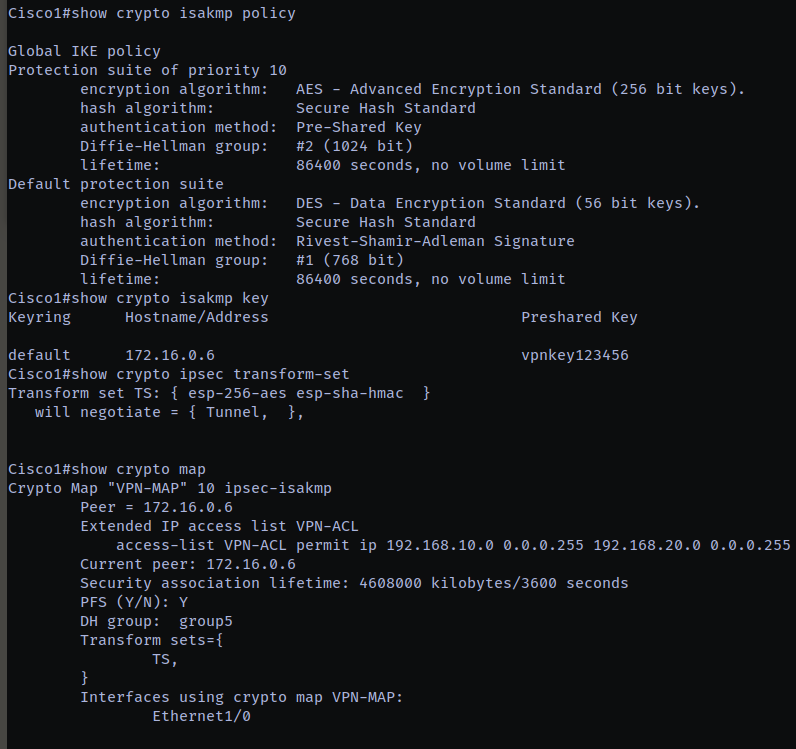 Cisco1#show crypto isakmp policy

Global IKE policy
Protection suite of priority 10
        encryption algorithm:   AES - Advanced Encryption Standard (256 bit keys).
        hash algorithm:         Secure Hash Standard
        authentication method:  Pre-Shared Key
        Diffie-Hellman group:   #2 (1024 bit)
        lifetime:               86400 seconds, no volume limit
Default protection suite
        encryption algorithm:   DES - Data Encryption Standard (56 bit keys).
        hash algorithm:         Secure Hash Standard
        authentication method:  Rivest-Shamir-Adleman Signature
        Diffie-Hellman group:   #1 (768 bit)
        lifetime:               86400 seconds, no volume limit
Cisco1#show crypto isakmp key
Keyring      Hostname/Address                            Preshared Key

default      172.16.0.6                                  vpnkey123456
Cisco1#show crypto ipsec transform-set
Transform set TS: { esp-256-aes esp-sha-hmac  }
   will negotiate = { Tunnel,  },


Cisco1#show crypto map
Crypto Map "VPN-MAP" 10 ipsec-isakmp
        Peer = 172.16.0.6
        Extended IP access list VPN-ACL
            access-list VPN-ACL permit ip 192.168.10.0 0.0.0.255 192.168.20.0 0.0.0.255
        Current peer: 172.16.0.6
        Security association lifetime: 4608000 kilobytes/3600 seconds
        PFS (Y/N): Y
        DH group:  group5
        Transform sets={
                TS,
        }
        Interfaces using crypto map VPN-MAP:
                Ethernet1/0